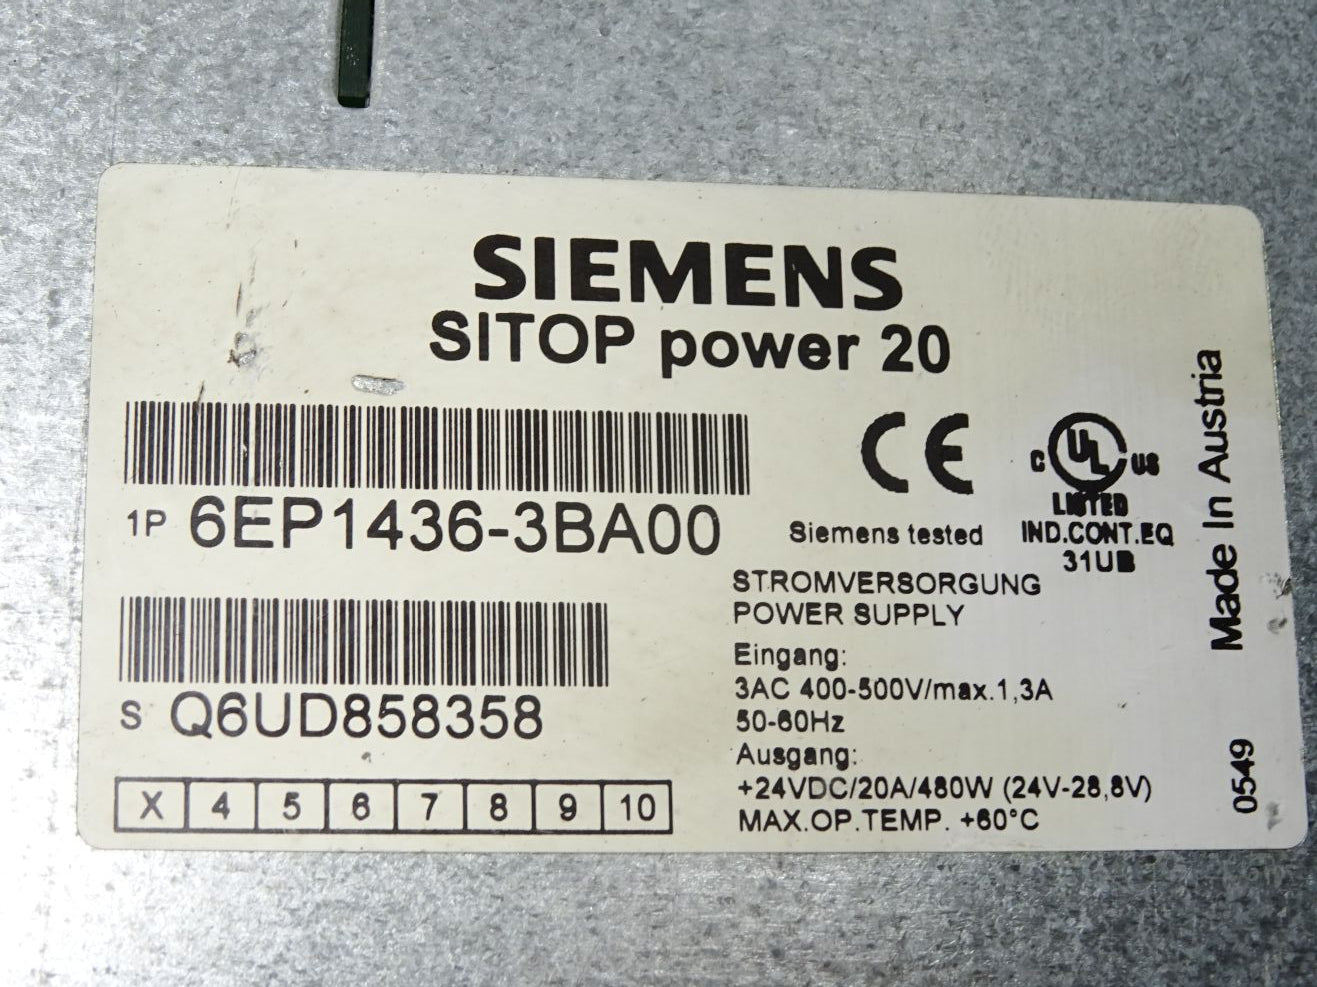 SIEMENS
SITOP power 20
1P 6EP1436-3BA00
S Q6UD858358
X 4 5 6 7 8 9 10
CE
Siemens tested
C UL US
LISTED
IND.CONT.EQ
31UB
STROMVERSORGUNG
POWER SUPPLY
Eingang:
3AC 400-500V/max.1,3A
50-60Hz
Ausgang:
+24VDC/20A/480W (24V-28,8V)
MAX.OP.TEMP. +60°C
Made In Austria
0549